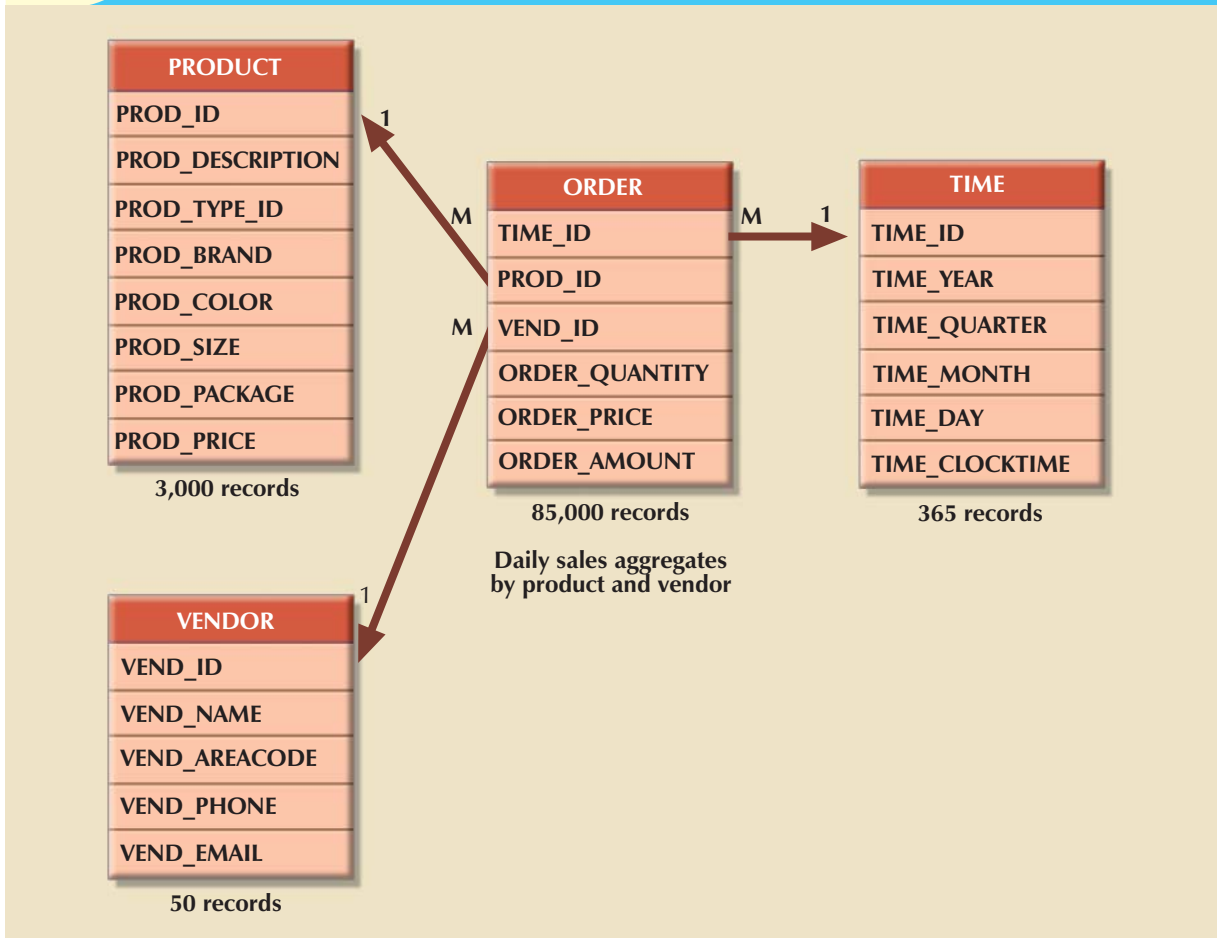 PRODUCT
PROD_ID
PROD_DESCRIPTION
PROD_TYPE_ID
PROD_BRAND
PROD_COLOR
PROD_SIZE
PROD_PACKAGE
PROD_PRICE
3,000 records
1
M
M
1
ORDER
TIME_ID
PROD_ID
VEND_ID
ORDER_QUANTITY
ORDER_PRICE
ORDER_AMOUNT
85,000 records
Daily sales aggregates
by product and vendor
M
1
TIME
TIME_ID
TIME_YEAR
TIME_QUARTER
TIME_MONTH
TIME_DAY
TIME_CLOCKTIME
365 records
VENDOR
VEND_ID
VEND_NAME
VEND_AREACODE
VEND_PHONE
VEND_EMAIL
50 records